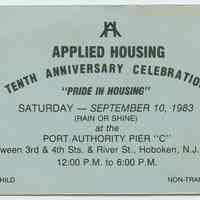 APPLIED HOUSING
TENTH ANNIVERSARY CELEBRATION
"PRIDE IN HOUSING"
SATURDAY — SEPTEMBER 10, 1983
(RAIN OR SHINE)
at the
PORT AUTHORITY PIER "C"
ween 3rd & 4th Sts. & River St., Hoboken, N.J.
12:00 P.M. to 6:00 P.M.
HILD NON-TRAN